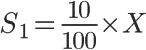 S₁ = 10/100 × X